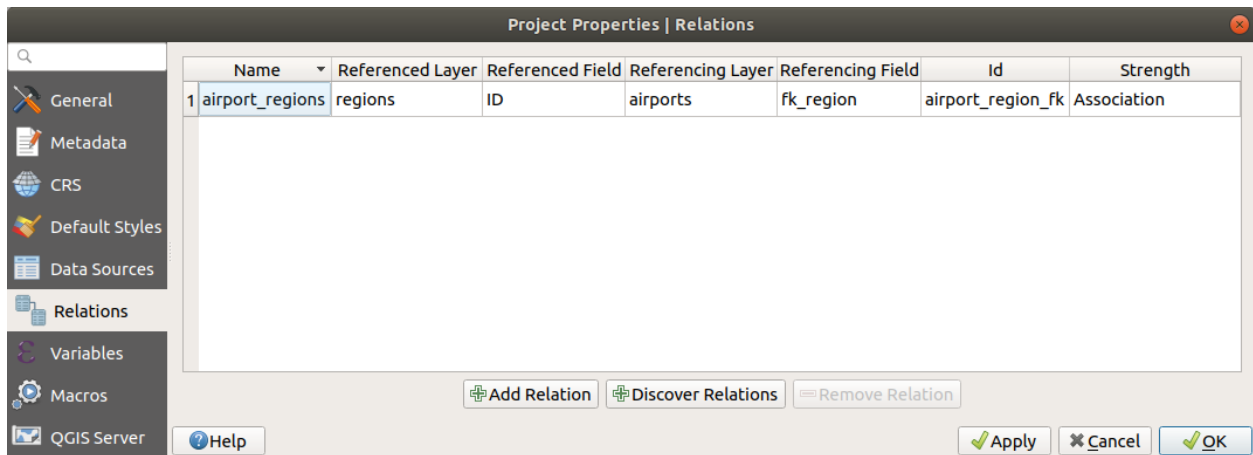 Project Properties | Relations
Name Referenced Layer Referenced Field Referencing Layer Referencing Field Id Strength
1 airport_regions regions ID airports fk_region airport_region_fk Association
General
Metadata
CRS
Default Styles
Data Sources
Relations
Variables
Macros
QGIS Server
Add Relation Discover Relations Remove Relation
Help Apply Cancel OK